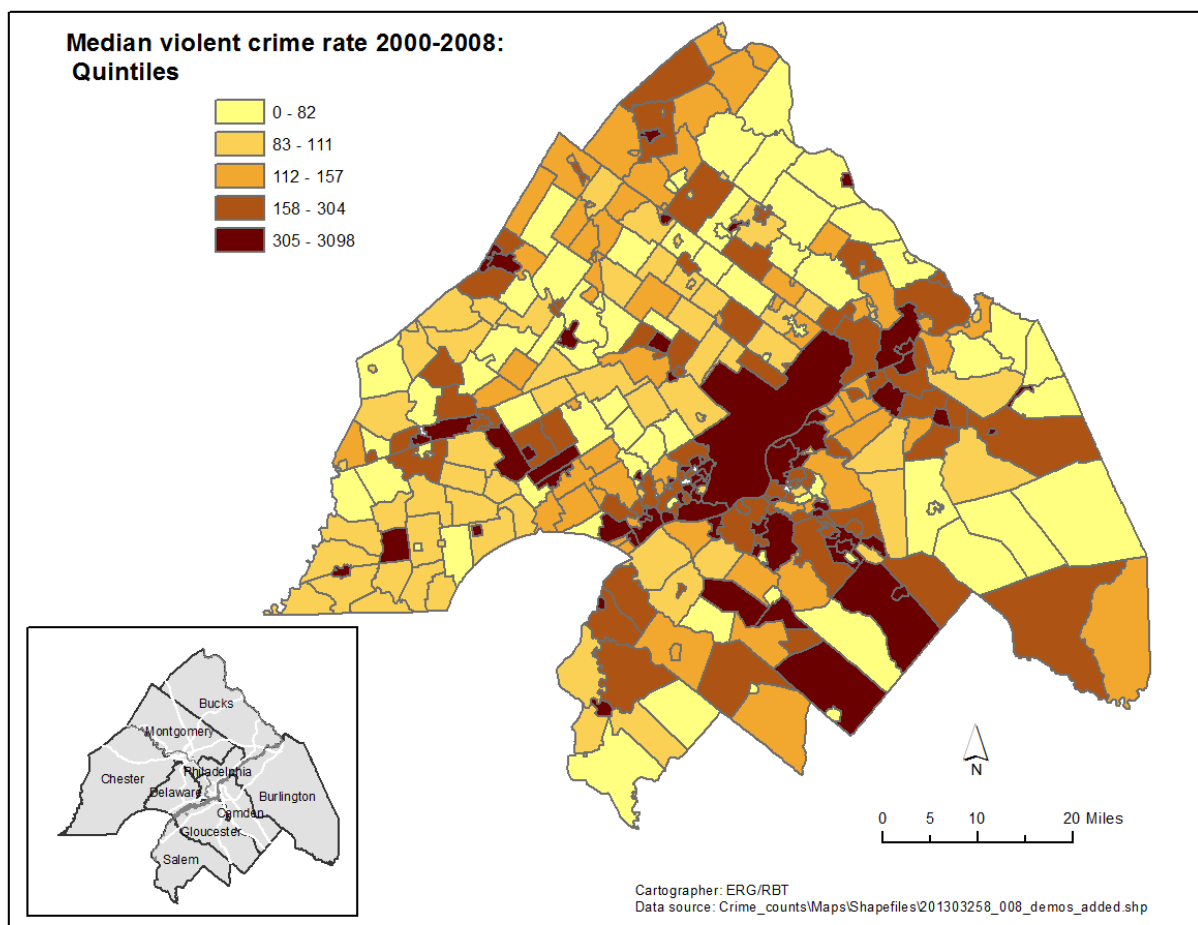 Median violent crime rate 2000-2008:
Quintiles
0 - 82
83 - 111
112 - 157
158 - 304
305 - 3098
Bucks
Montgomery
Philadelphia
Chester
Delaware
Burlington
Camden
Gloucester
Salem
N
0 5 10 20 Miles
Cartographer: ERG/RBT
Data source: Crime_counts\Maps\Shapefiles\201303258_008_demos_added.shp